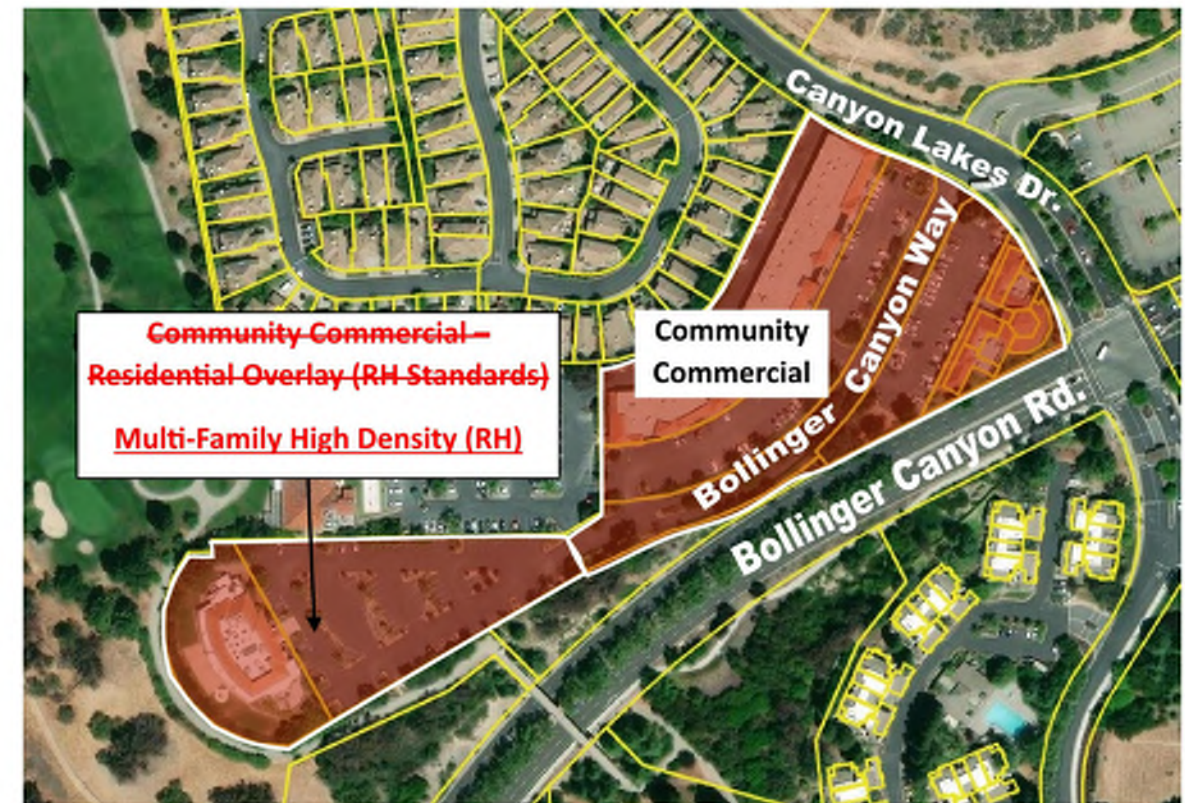 Canyon Lakes Dr.
Community Commercial –
Residential Overlay (RH Standards)
Multi-Family High Density (RH)
Community
Commercial
Bollinger Canyon Way
Bollinger Canyon Rd.